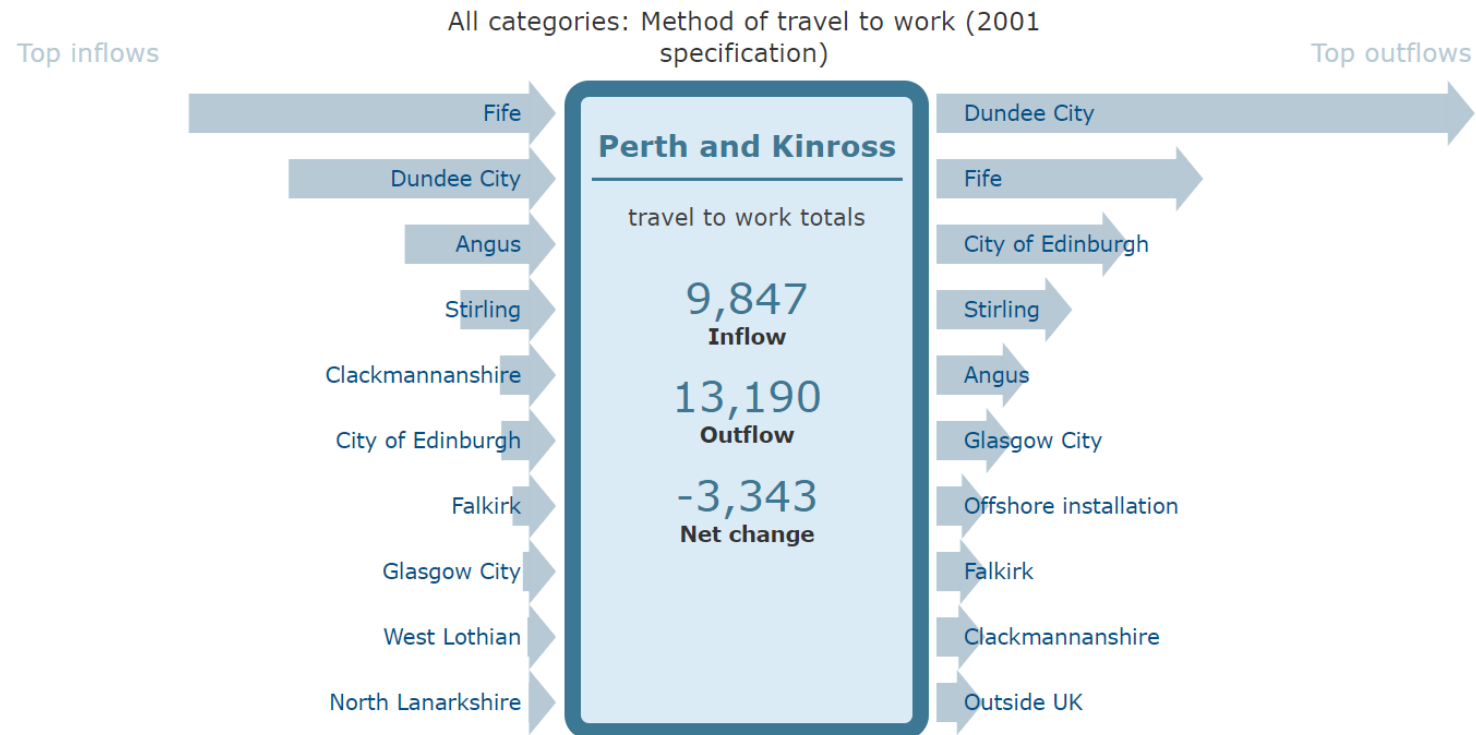 All categories: Method of travel to work (2001
specification)
Top inflows
Top outflows
Fife
Dundee City
Angus
Stirling
Clackmannanshire
City of Edinburgh
Falkirk
Glasgow City
West Lothian
North Lanarkshire
Perth and Kinross
travel to work totals
9,847
Inflow
13,190
Outflow
-3,343
Net change
Dundee City
Fife
City of Edinburgh
Stirling
Angus
Glasgow City
Offshore installation
Falkirk
Clackmannanshire
Outside UK